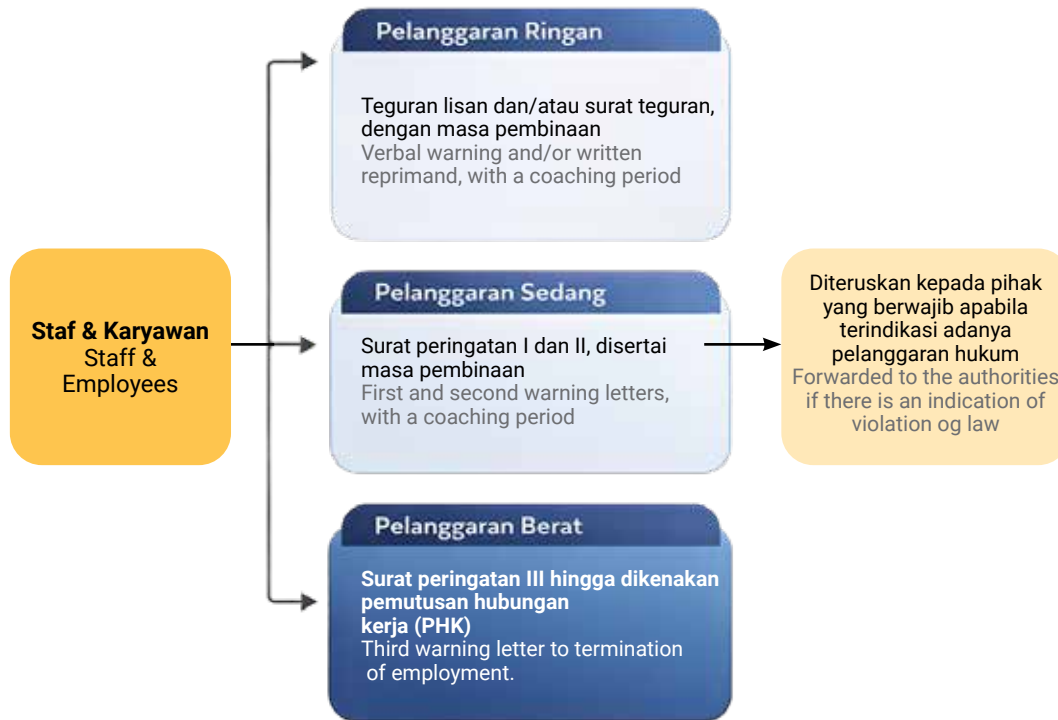 Pelanggaran Ringan
Teguran lisan dan/atau surat teguran,
dengan masa pembinaan
Verbal warning and/or written
reprimand, with a coaching period
Staf & Karyawan
Staff &
Employees
Pelanggaran Sedang
Surat peringatan I dan II, disertai
masa pembinaan
First and second warning letters,
with a coaching period
Diteruskan kepada pihak
yang berwajib apabila
terindikasi adanya
pelanggaran hukum
Forwarded to the authorities
if there is an indication of
violation og law
Pelanggaran Berat
Surat peringatan III hingga dikenakan
pemutusan hubungan
kerja (PHK)
Third warning letter to termination
of employment.